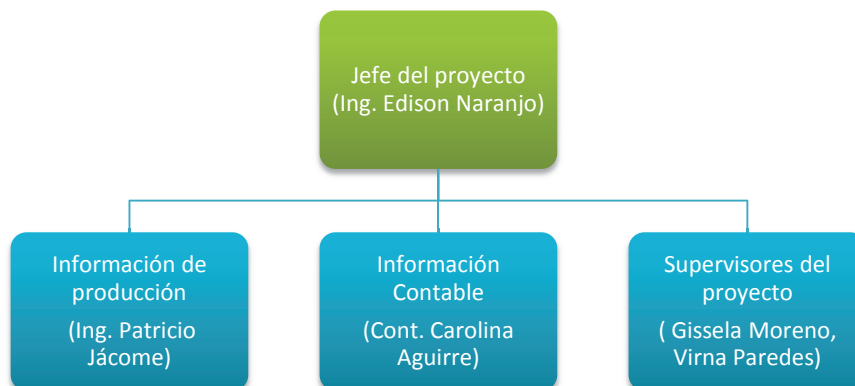 Jefe del proyecto
(Ing. Edison Naranjo)
Información de
producción
(Ing. Patricio
Jácome)
Información
Contable
(Cont. Carolina
Aguirre)
Supervisores del
proyecto
( Gissela Moreno,
Virna Paredes)